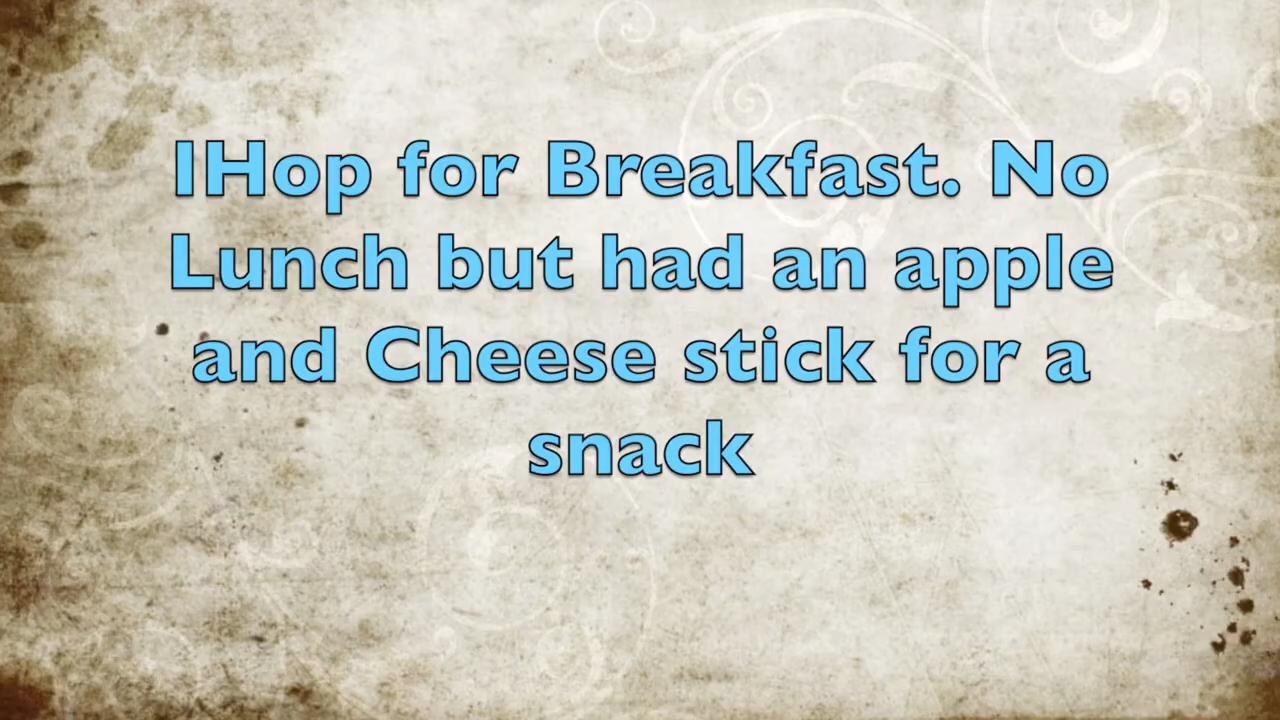 IHop for Breakfast. No
Lunch but had an apple
and Cheese stick for a
snack